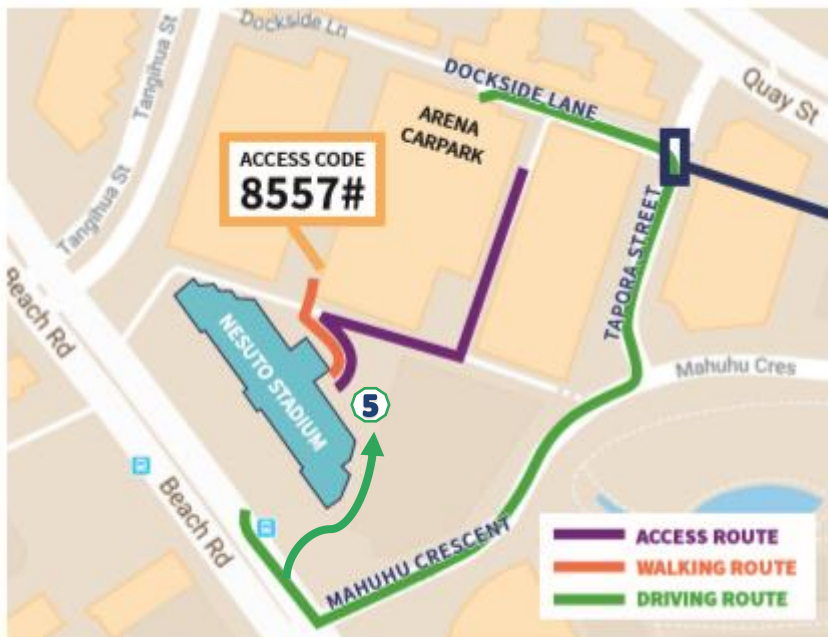 Dockside Ln
Tangihua St
Tangihua St
DOCKSIDE LANE
Quay St
ARENA
CARPARK
ACCESS CODE
8557#
TAPORA STREET
Beach Rd
NESUTO STADIUM
Mahuhu Cres
5
Beach Rd
MAHUHU CRESCENT
ACCESS ROUTE
WALKING ROUTE
DRIVING ROUTE